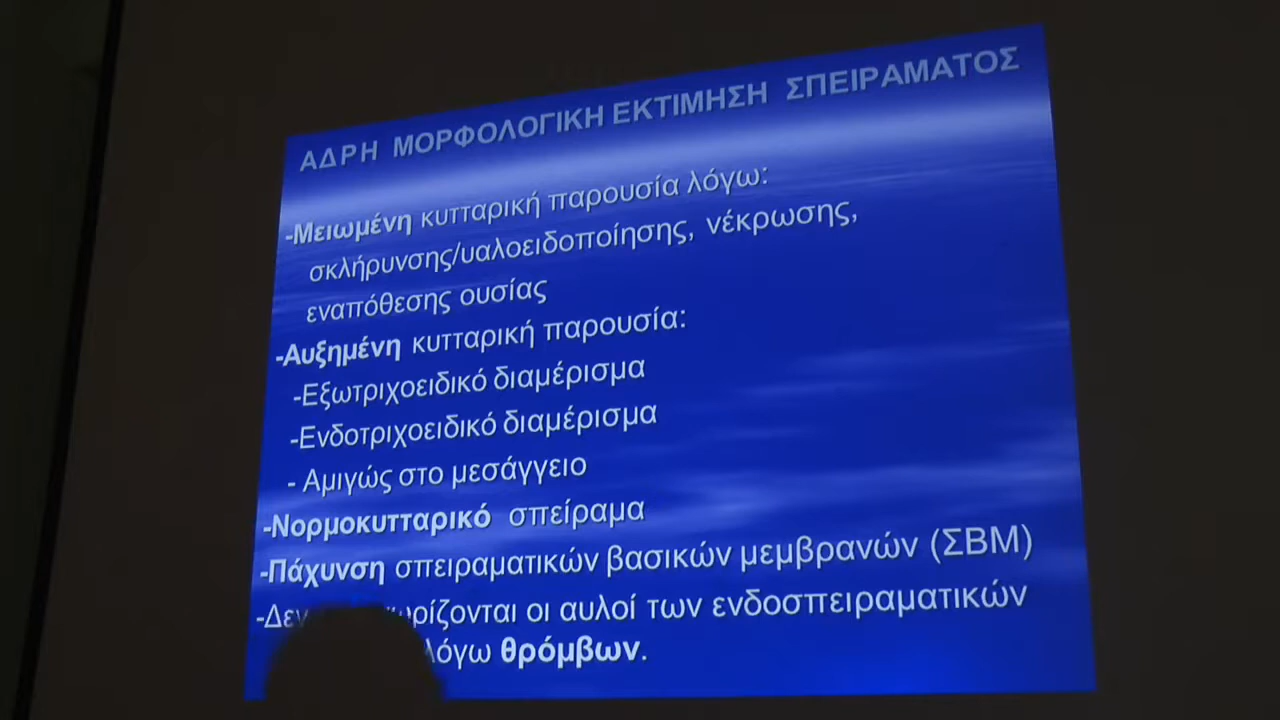 ΑΔΡΗ ΜΟΡΦΟΛΟΓΙΚΗ ΕΚΤΙΜΗΣΗ ΣΠΕΙΡΑΜΑΤΟΣ
-Μειωμένη κυτταρική παρουσία λόγω:
σκλήρυνσης/υαλοειδοποίησης, νέκρωσης,
εναπόθεσης ουσίας
-Αυξημένη κυτταρική παρουσία:
-Εξωτριχοειδικό διαμέρισμα
-Ενδοτριχοειδικό διαμέρισμα
- Αμιγώς στο μεσάγγειο
-Νορμοκυτταρικό σπείραμα
-Πάχυνση σπειραματικών βασικών μεμβρανών (ΣΒΜ)
-Δεν οι αυλοί των ενδοσπειραματικών
λόγω θρόμβων.